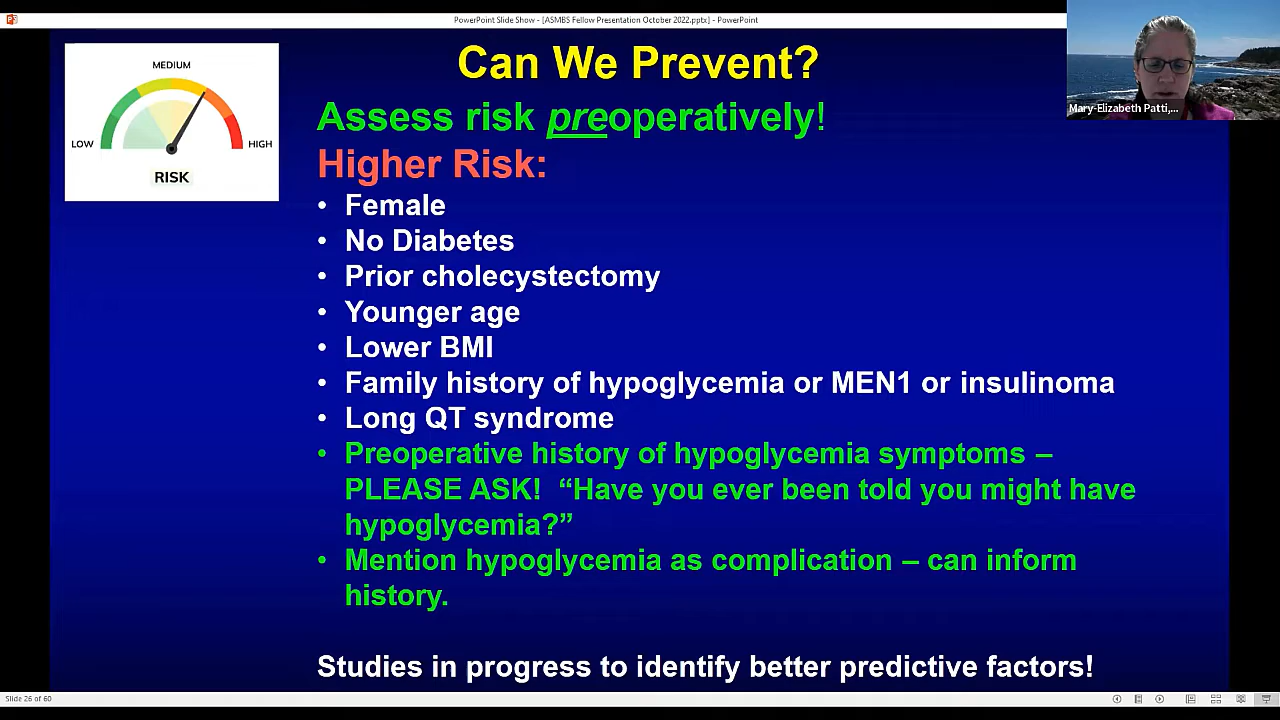 PowerPoint Slide Show - [ASMBS Fellow Presentation October 2022.pptx] - PowerPoint
Mary-Elizabeth Patti,...
MEDIUM
LOW
HIGH
RISK
Can We Prevent?
Assess risk preoperatively!
Higher Risk:
• Female
• No Diabetes
• Prior cholecystectomy
• Younger age
• Lower BMI
• Family history of hypoglycemia or MEN1 or insulinoma
• Long QT syndrome
• Preoperative history of hypoglycemia symptoms –
PLEASE ASK! “Have you ever been told you might have
hypoglycemia?”
• Mention hypoglycemia as complication – can inform
history.
Studies in progress to identify better predictive factors!
Slide 26 of 60